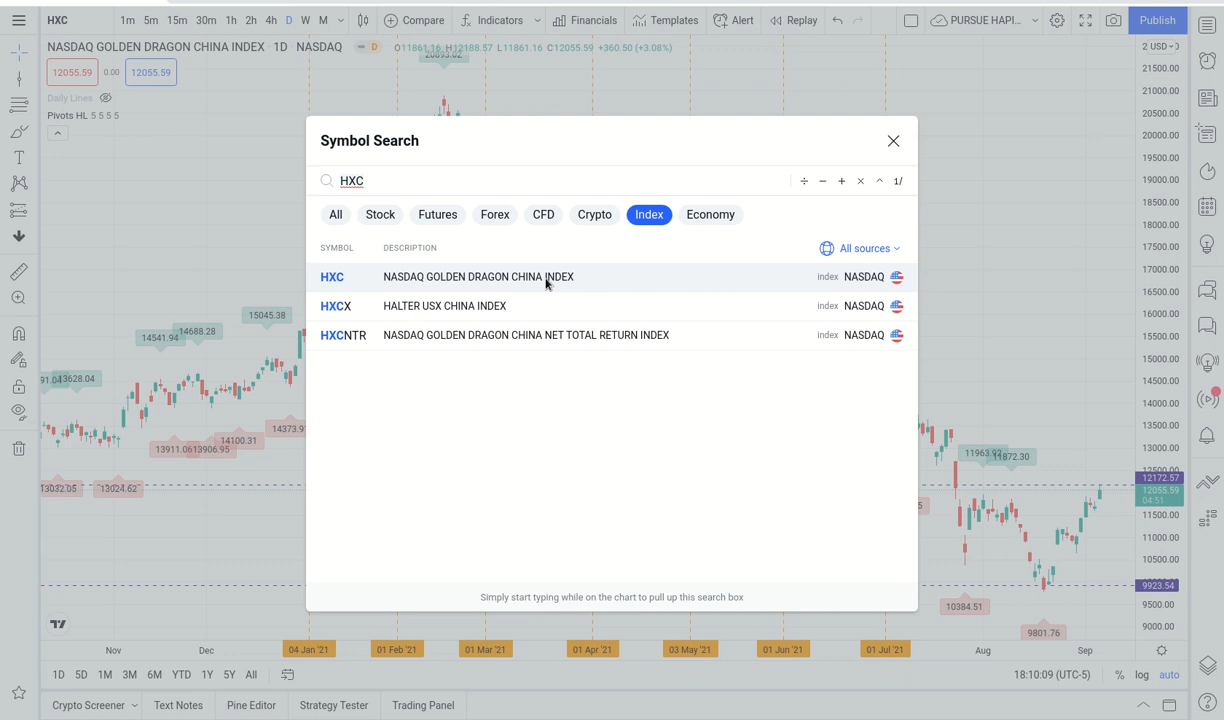 HXC 1m 5m 15m 30m 1h 2h 4h D W M Compare Indicators Financials Templates Alert Replay PURSUE HAPI... Publish
NASDAQ GOLDEN DRAGON CHINA INDEX · 1D · NASDAQ D O11861.16 H12188.57 L11861.16 C12055.59 +360.50 (+3.08%)
2 USD
20893.02
12055.59 0.00 12055.59
Daily Lines
Pivots HL 5 5 5 5
21500.00
21000.00
20500.00
20000.00
19500.00
19000.00
18500.00
18000.00
17500.00
17000.00
16500.00
16000.00
15500.00
15000.00
14500.00
14000.00
13500.00
13000.00
12500.00
12172.57
12055.59
04:51
11500.00
11000.00
10500.00
9923.54
9500.00
9000.00
Symbol Search
HXC
1/
All Stock Futures Forex CFD Crypto Index Economy
SYMBOL DESCRIPTION All sources
HXC NASDAQ GOLDEN DRAGON CHINA INDEX index NASDAQ
HXCX HALTER USX CHINA INDEX index NASDAQ
HXCNTR NASDAQ GOLDEN DRAGON CHINA NET TOTAL RETURN INDEX index NASDAQ
Simply start typing while on the chart to pull up this search box
15045.38
14541.94 14688.28
13628.04
14373.9
14100.31
13911.06 13906.95
13032.05 13024.62
11963.02 11872.30
10384.51
9801.76
Nov Dec 04 Jan '21 01 Feb '21 01 Mar '21 01 Apr '21 03 May '21 01 Jun '21 01 Jul '21 Aug Sep
1D 5D 1M 3M 6M YTD 1Y 5Y All 18:10:09 (UTC-5) % log auto
Crypto Screener Text Notes Pine Editor Strategy Tester Trading Panel